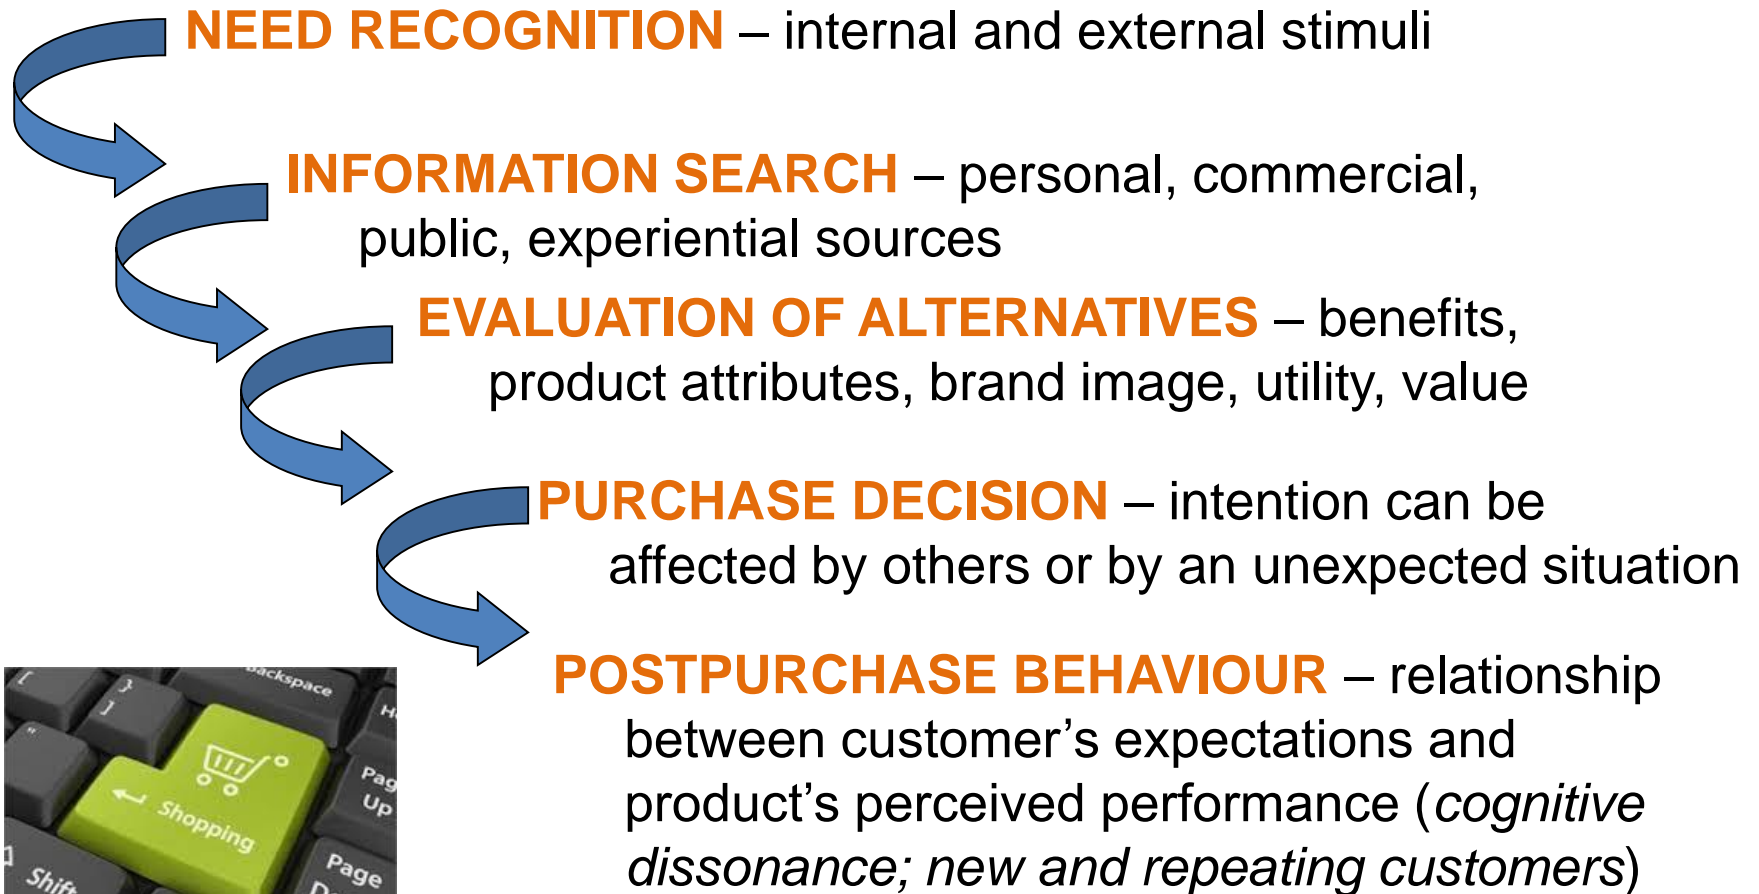 NEED RECOGNITION – internal and external stimuli
INFORMATION SEARCH – personal, commercial,
public, experiential sources
EVALUATION OF ALTERNATIVES – benefits,
product attributes, brand image, utility, value
PURCHASE DECISION – intention can be
affected by others or by an unexpected situation
POSTPURCHASE BEHAVIOUR – relationship
between customer’s expectations and
product’s perceived performance (cognitive
dissonance; new and repeating customers)
Backspace
[
}
]
"
Shopping
Page
Up
Shift
Page